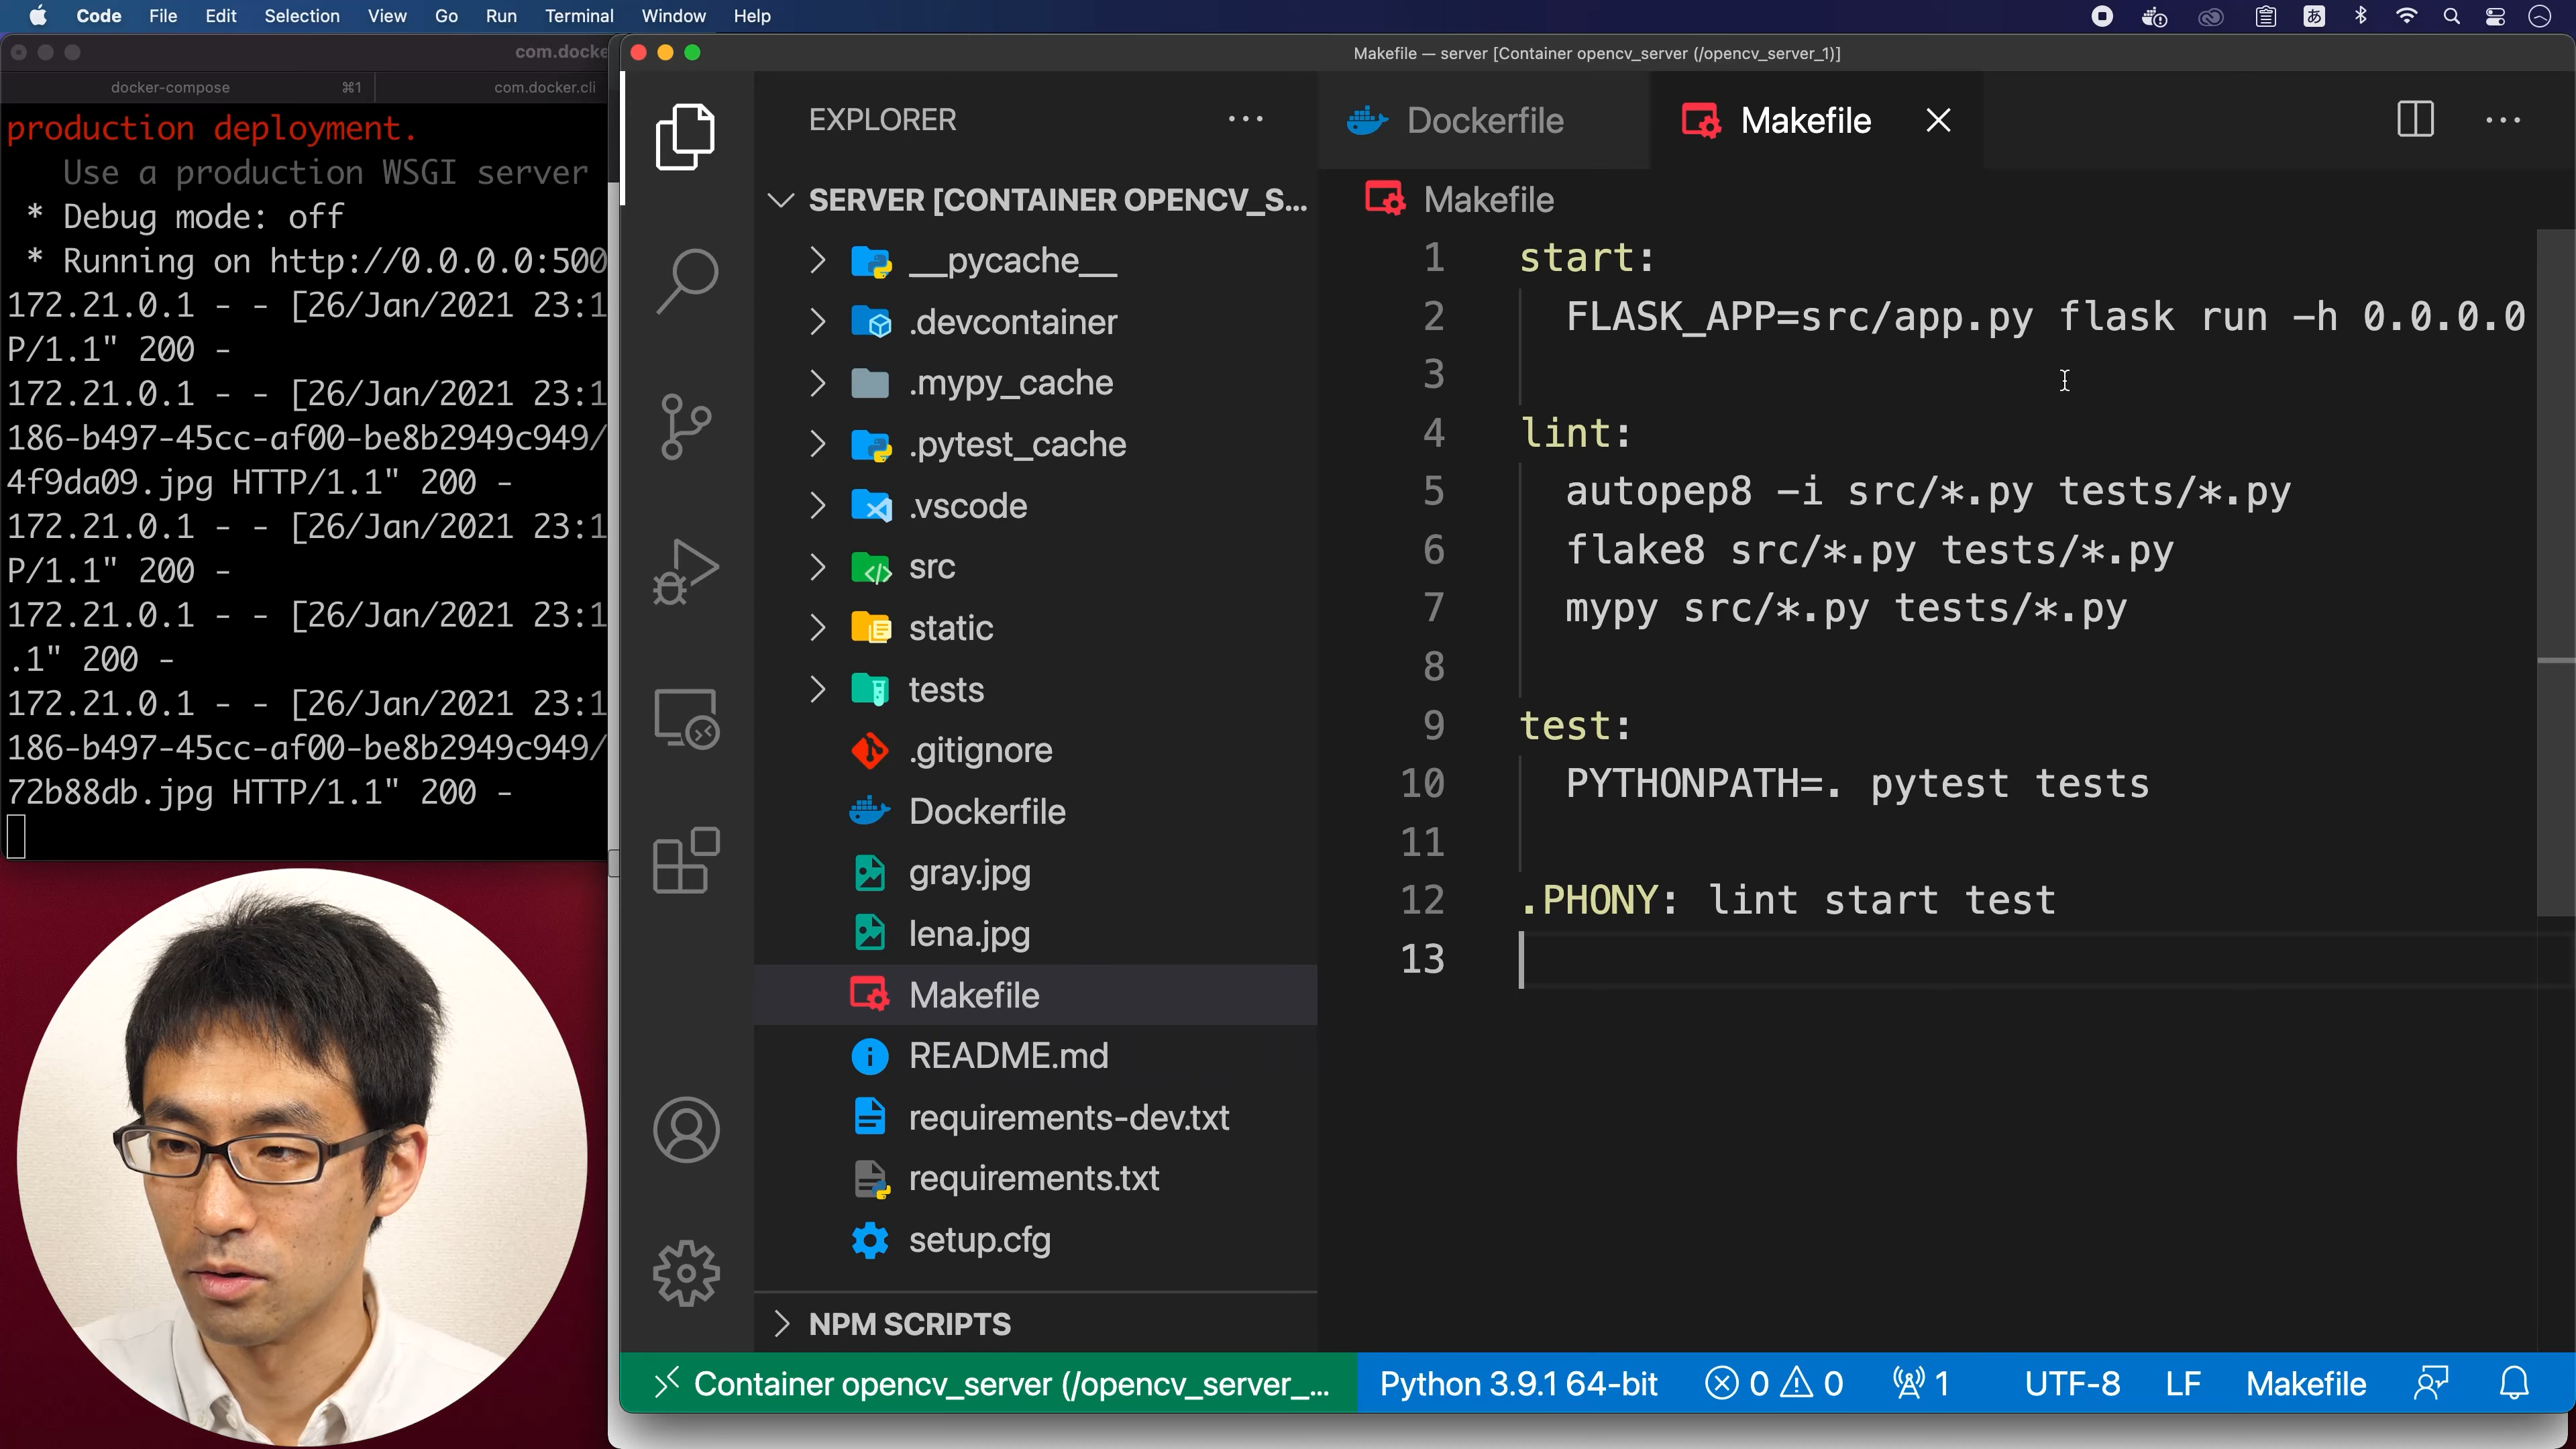 Code File Edit Selection View Go Run Terminal Window Help
あ
com.docke
docker-compose ⌘1 com.docker.cli
production deployment.
Use a production WSGI server
* Debug mode: off
* Running on http://0.0.0.0:500
172.21.0.1 - - [26/Jan/2021 23:1
P/1.1" 200 -
172.21.0.1 - - [26/Jan/2021 23:1
186-b497-45cc-af00-be8b2949c949/
4f9da09.jpg HTTP/1.1" 200 -
172.21.0.1 - - [26/Jan/2021 23:1
P/1.1" 200 -
172.21.0.1 - - [26/Jan/2021 23:1
.1" 200 -
172.21.0.1 - - [26/Jan/2021 23:1
186-b497-45cc-af00-be8b2949c949/
72b88db.jpg HTTP/1.1" 200 -
Makefile — server [Container opencv_server (/opencv_server_1)]
EXPLORER ···
SERVER [CONTAINER OPENCV_S...
__pycache__
.devcontainer
.mypy_cache
.pytest_cache
.vscode
src
static
tests
.gitignore
Dockerfile
gray.jpg
lena.jpg
Makefile
README.md
requirements-dev.txt
requirements.txt
setup.cfg
NPM SCRIPTS
Dockerfile Makefile
Makefile
1 start:
2 FLASK_APP=src/app.py flask run -h 0.0.0.0
3
4 lint:
5 autopep8 -i src/*.py tests/*.py
6 flake8 src/*.py tests/*.py
7 mypy src/*.py tests/*.py
8
9 test:
10 PYTHONPATH=. pytest tests
11
12 .PHONY: lint start test
13
Container opencv_server (/opencv_server_... Python 3.9.1 64-bit 0 0 1 UTF-8 LF Makefile